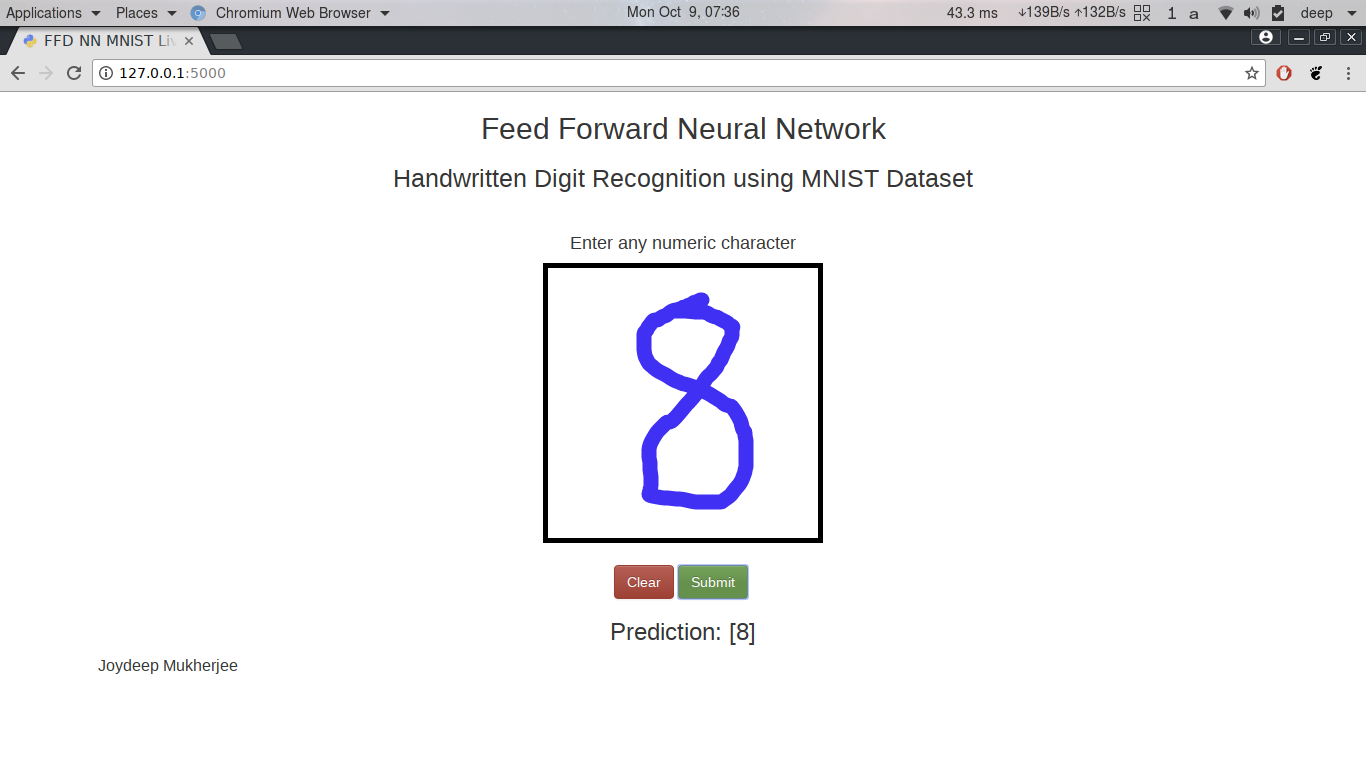 Applications Places Chromium Web Browser Mon Oct 9, 07:36 43.3 ms ↓139B/s ↑132B/s 1 a deep
FFD NN MNIST Li
127.0.0.1:5000
Feed Forward Neural Network
Handwritten Digit Recognition using MNIST Dataset
Enter any numeric character
8
Clear Submit
Prediction: [8]
Joydeep Mukherjee